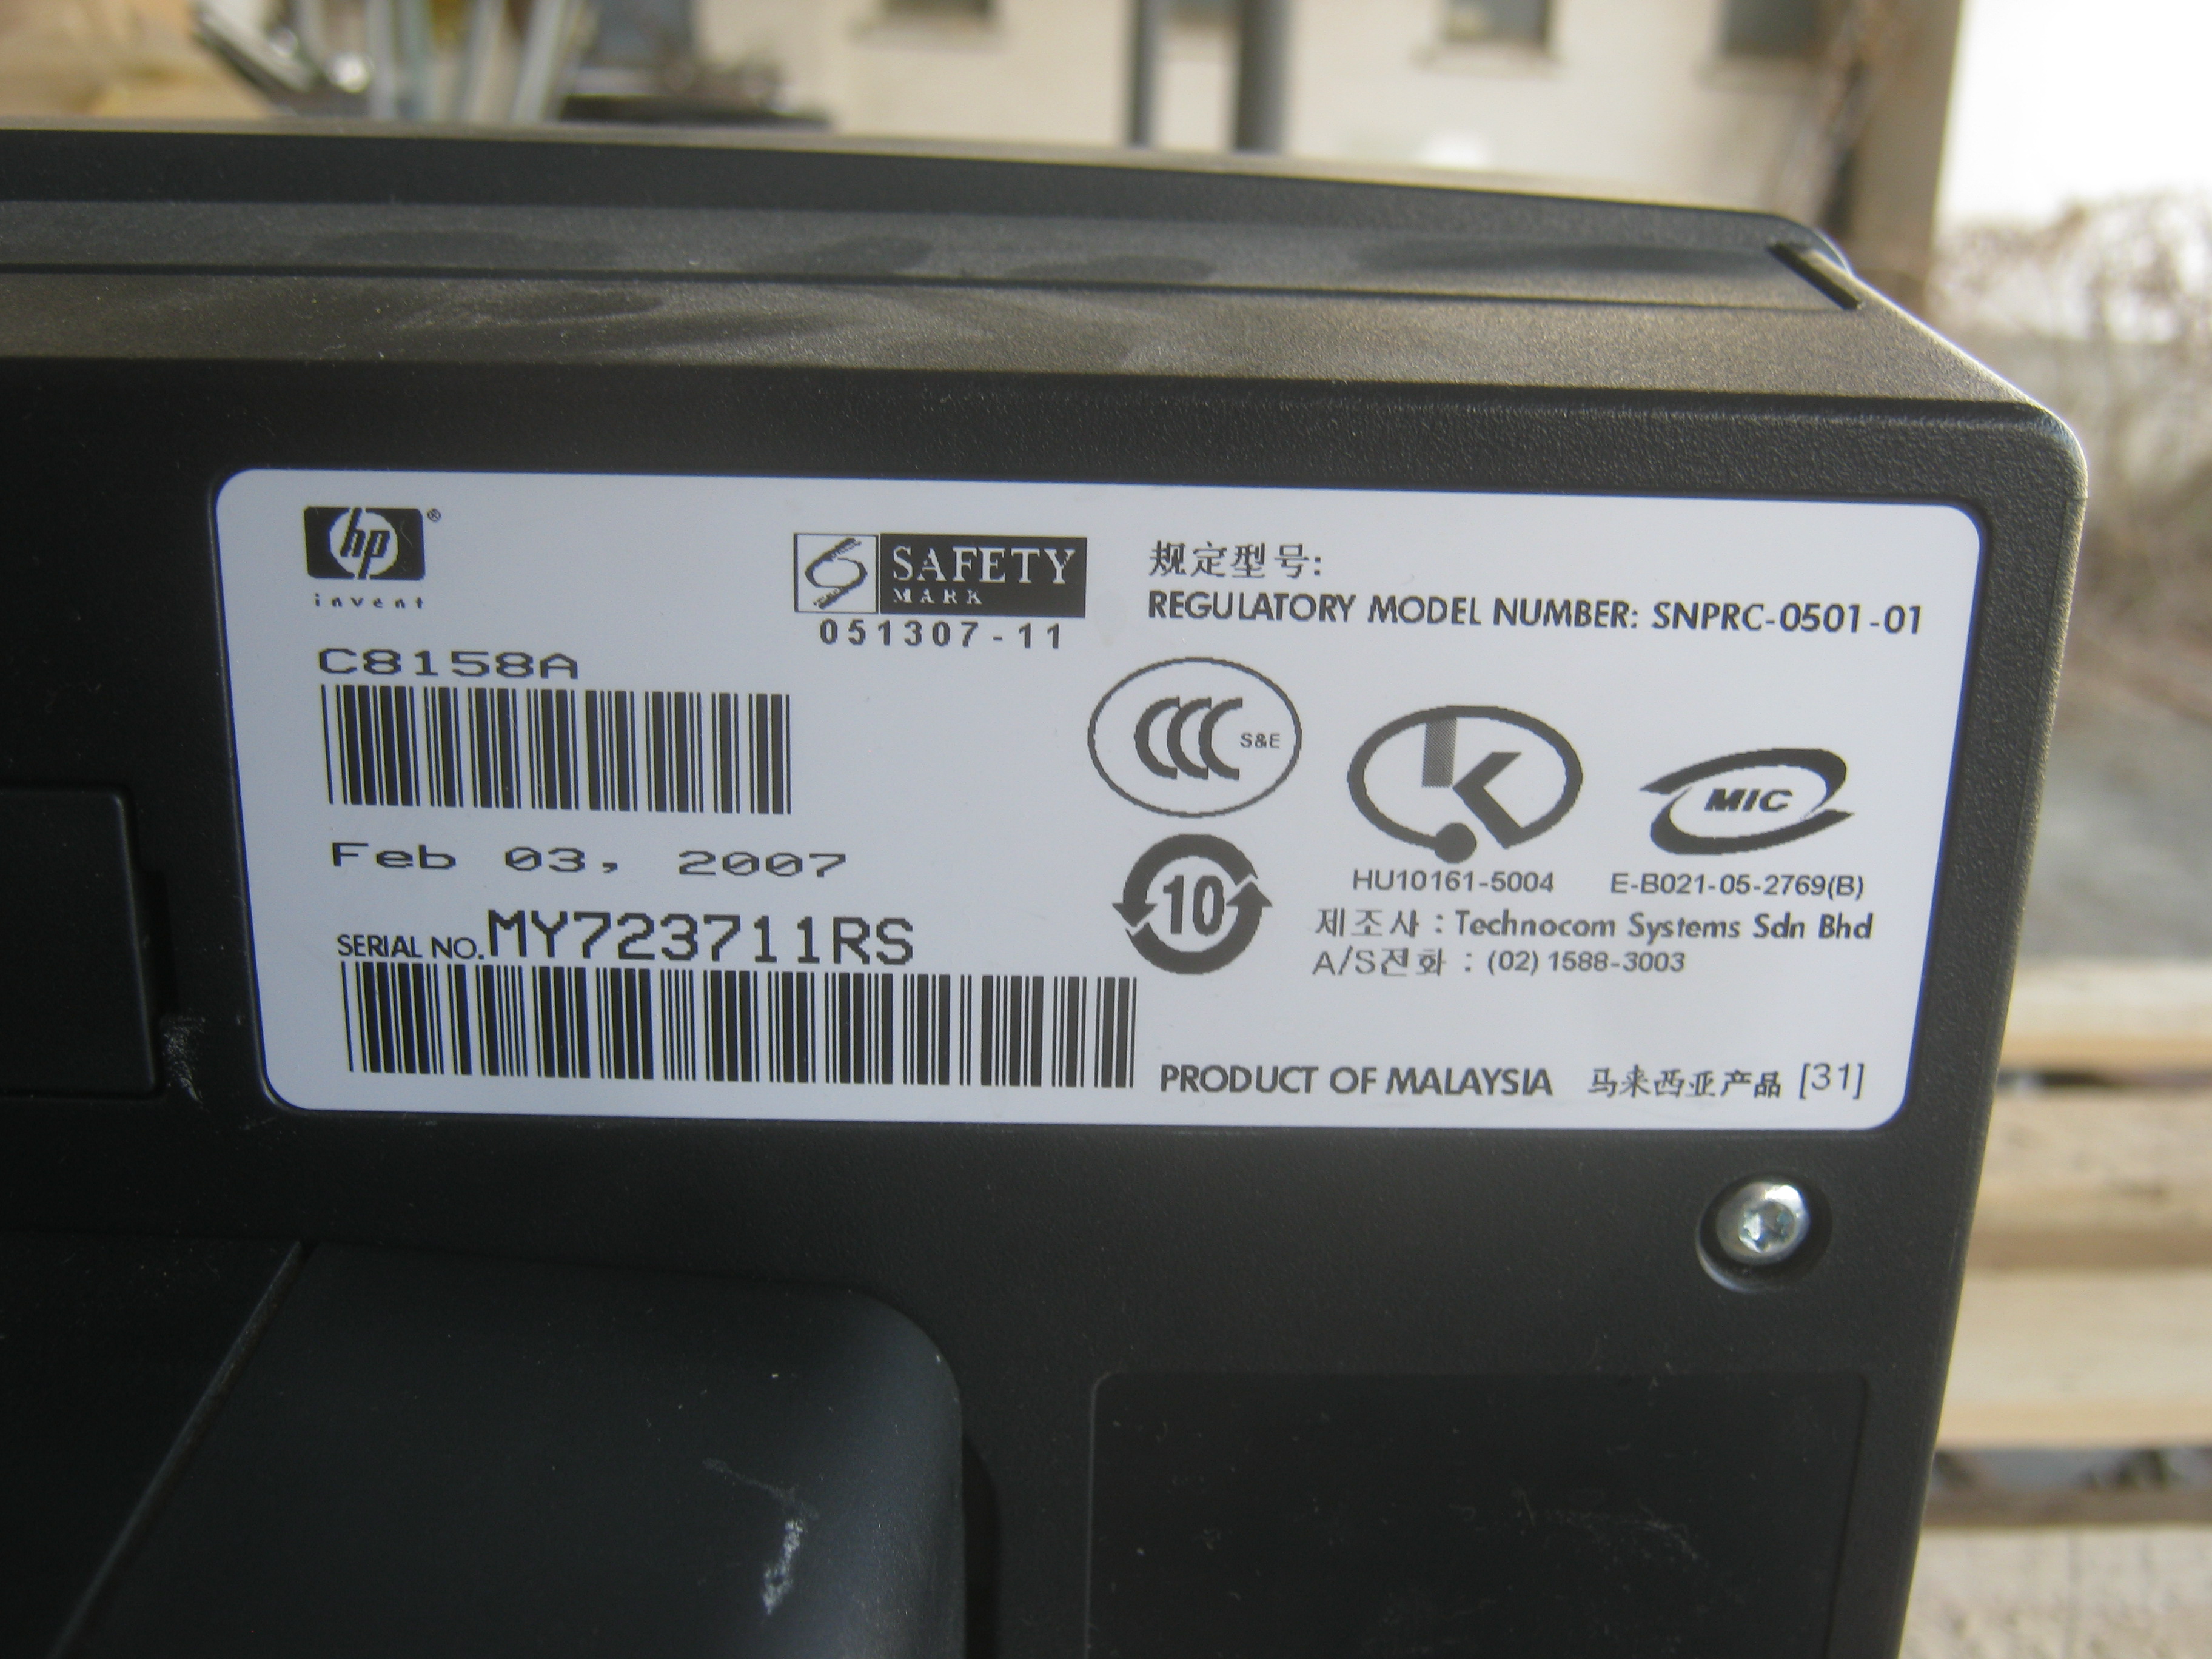 hp®
invent
SAFETY
MARK
051307-11
规定型号:
REGULATORY MODEL NUMBER: SNPRC-0501-01
C8158A
CCC S&E
MIC
Feb 03, 2007
10
HU10161-5004
E-B021-05-2769(B)
SERIAL NO. MY723711RS
제조사 : Technocom Systems Sdn Bhd
A/S전화 : (02) 1588-3003
PRODUCT OF MALAYSIA 马来西亚产品 [31]